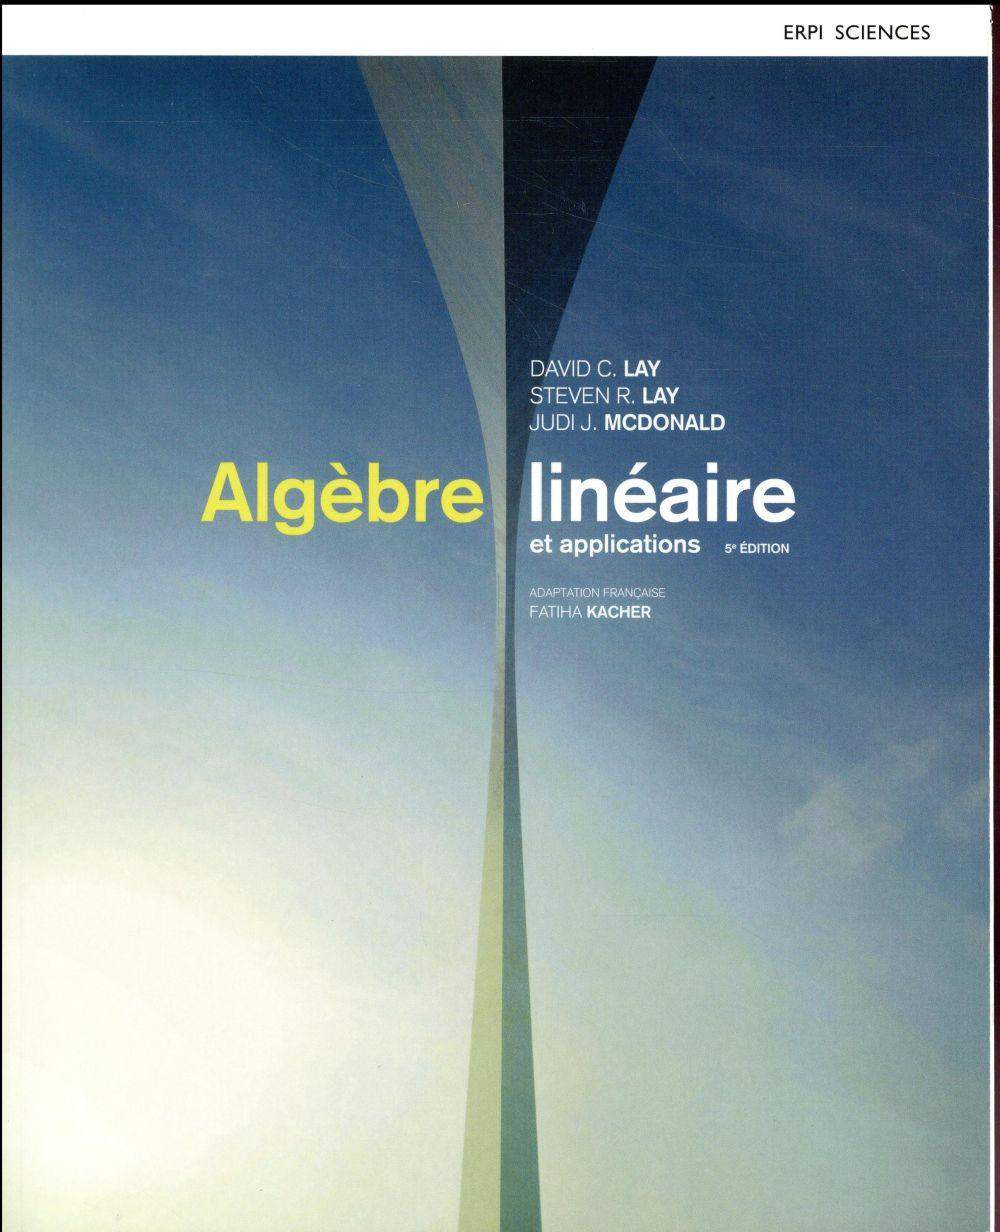 ERPI SCIENCES
DAVID C. LAY
STEVEN R. LAY
JUDI J. MCDONALD
Algèbre linéaire
et applications 5e ÉDITION
ADAPTATION FRANÇAISE
FATIHA KACHER